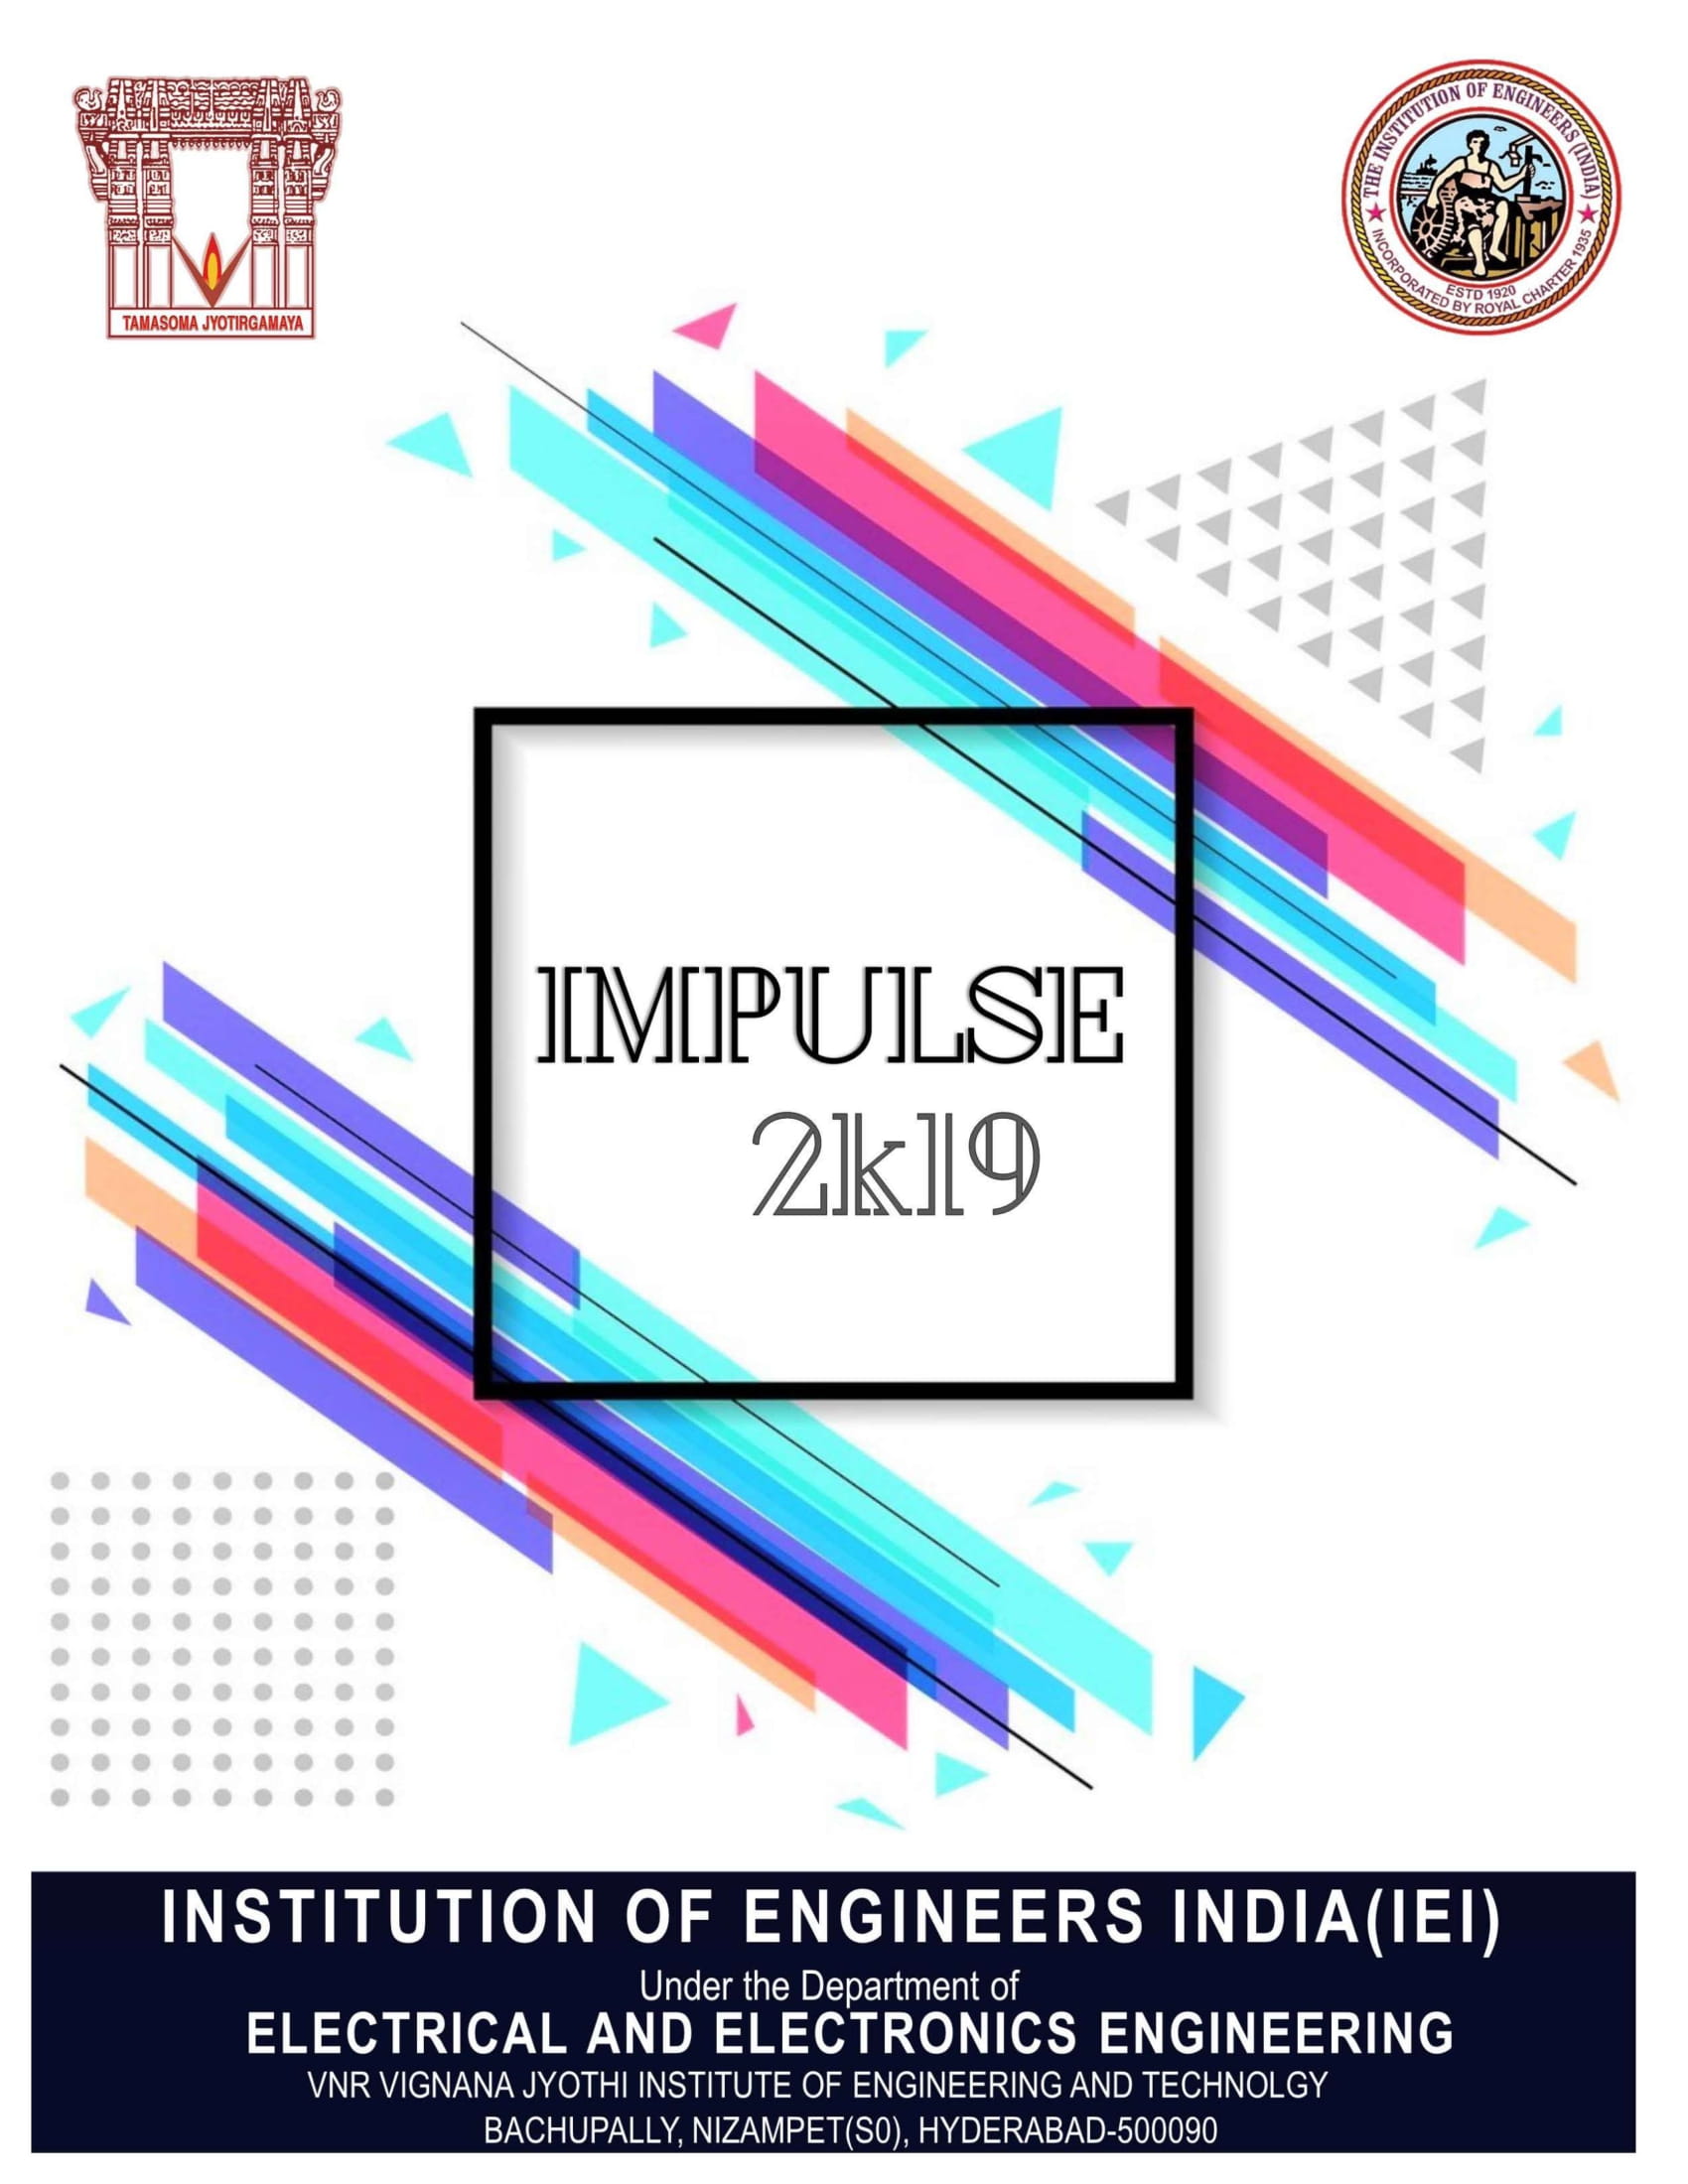 TAMASOMA JYOTIRGAMAYA
THE INSTITUTION OF ENGINEERS (INDIA)
ESTD 1920
INCORPORATED BY ROYAL CHARTER 1935
IMPULSE
2k19
INSTITUTION OF ENGINEERS INDIA(IEI)
Under the Department of
ELECTRICAL AND ELECTRONICS ENGINEERING
VNR VIGNANA JYOTHI INSTITUTE OF ENGINEERING AND TECHNOLGY
BACHUPALLY, NIZAMPET(S0), HYDERABAD-500090